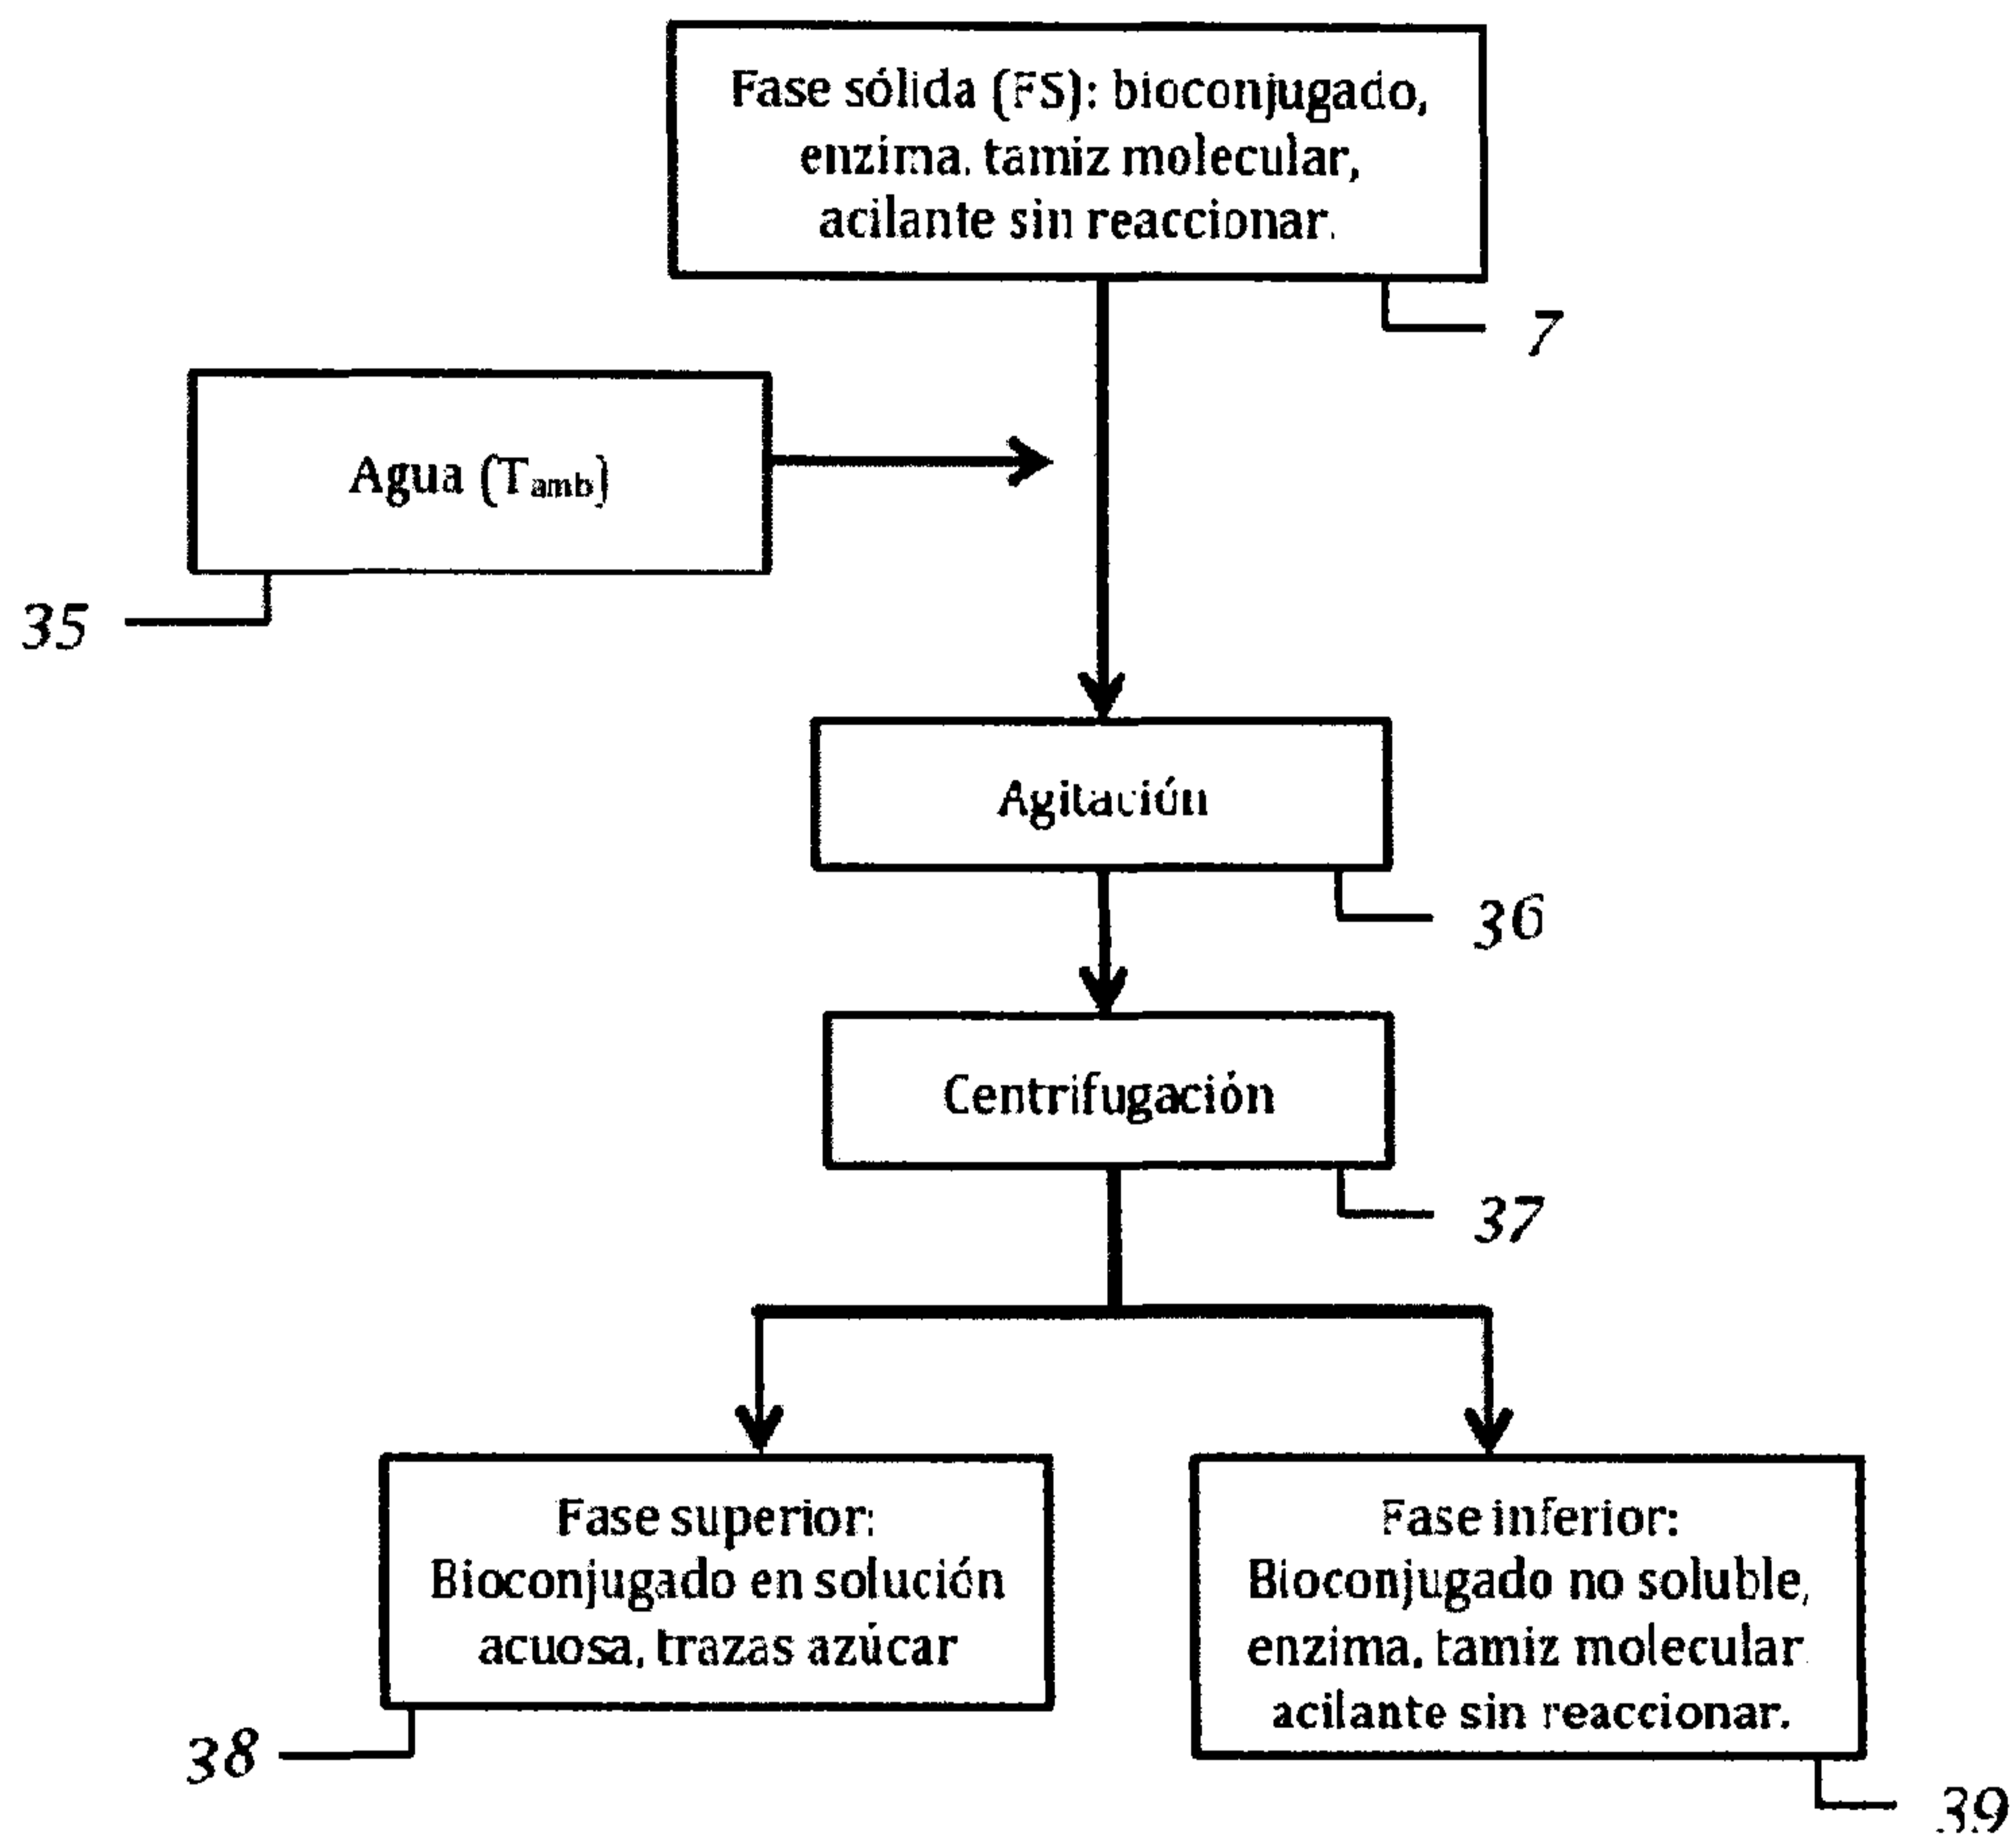 Fase sólida (FS): bioconjugado,
enzima, tamiz molecular,
acilante sin reaccionar.
7
Agua (Tamb)
35
Agitación
36
Centrifugación
37
Fase superior:
Bioconjugado en solución
acuosa, trazas azúcar
38
Fase inferior:
Bioconjugado no soluble,
enzima, tamiz molecular
acilante sin reaccionar.
39